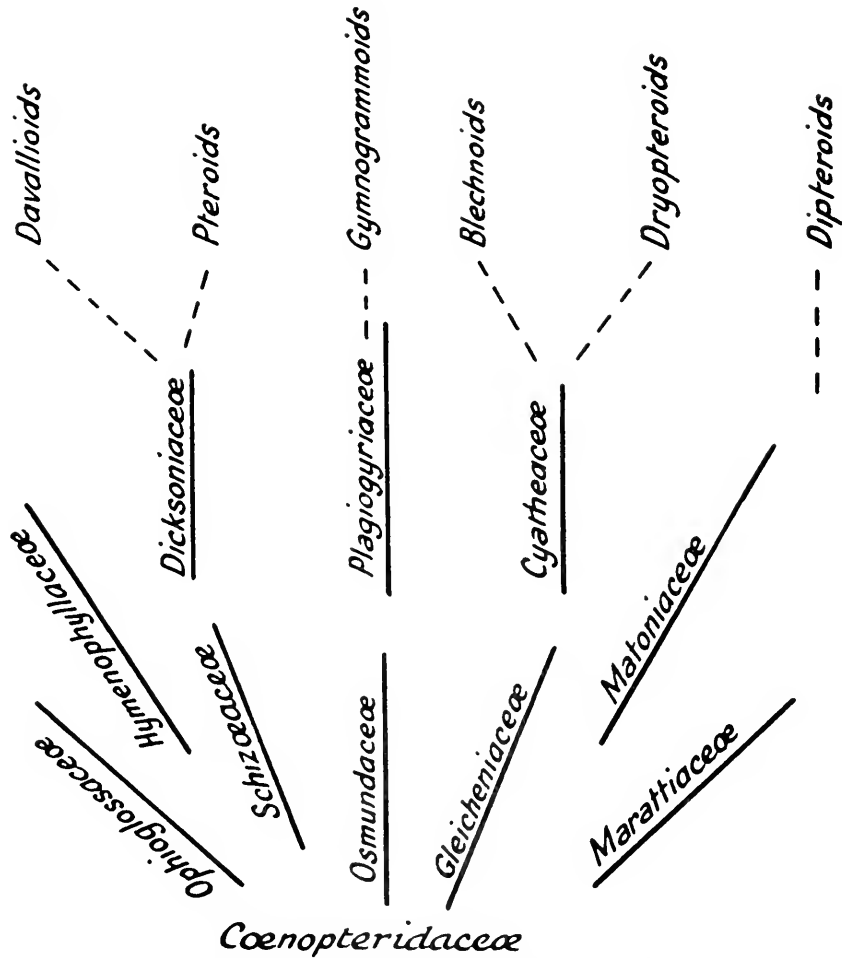 Davallioids
Pteroids
Gymnogrammoids
Blechnoids
Dryopteroids
Dipteroids
Hymenophyllaceæ
Dicksoniaceæ
Plagiogyriaceæ
Cyatheaceæ
Matoniaceæ
Ophioglossaceæ
Schizæaceæ
Osmundaceæ
Gleicheniaceæ
Marattiaceæ
Cœnopteridaceæ